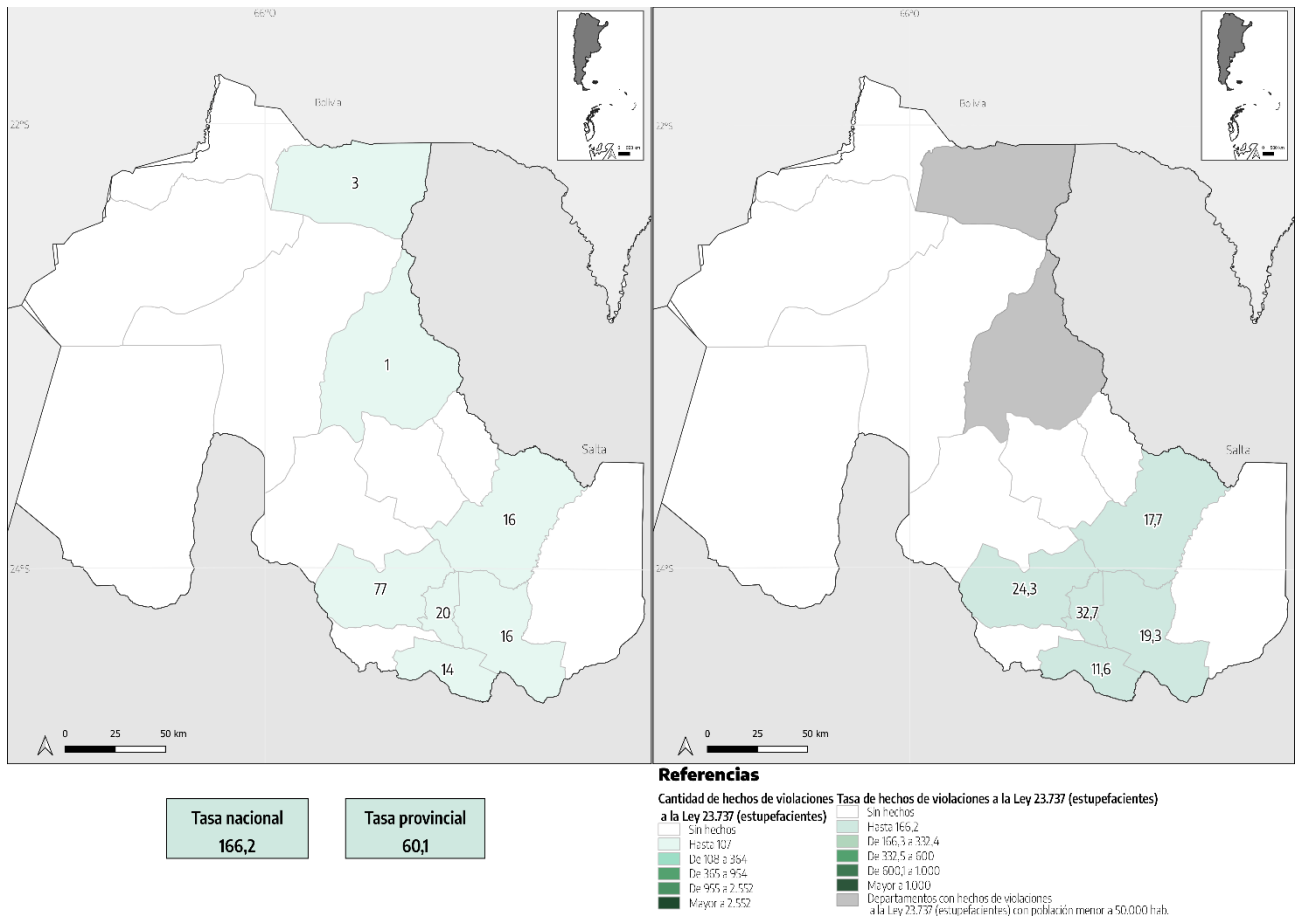 66°O
Bolivia
22°S
3
1
Salta
16
24°S
77
20
16
14
0 25 50 km
66°O
Bolivia
22°S
Salta
17,7
24°S
24,3
32,7
19,3
11,6
0 25 50 km
Tasa nacional
166,2
Tasa provincial
60,1
Referencias
Cantidad de hechos de violaciones
a la Ley 23.737 (estupefacientes)
Sin hechos
Hasta 107
De 108 a 364
De 365 a 954
De 955 a 2.552
Mayor a 2.552
Tasa de hechos de violaciones a la Ley 23.737 (estupefacientes)
Sin hechos
Hasta 166,2
De 166,3 a 332,4
De 332,5 a 600
De 600,1 a 1.000
Mayor a 1.000
Departamentos con hechos de violaciones
a la Ley 23.737 (estupefacientes) con población menor a 50.000 hab.